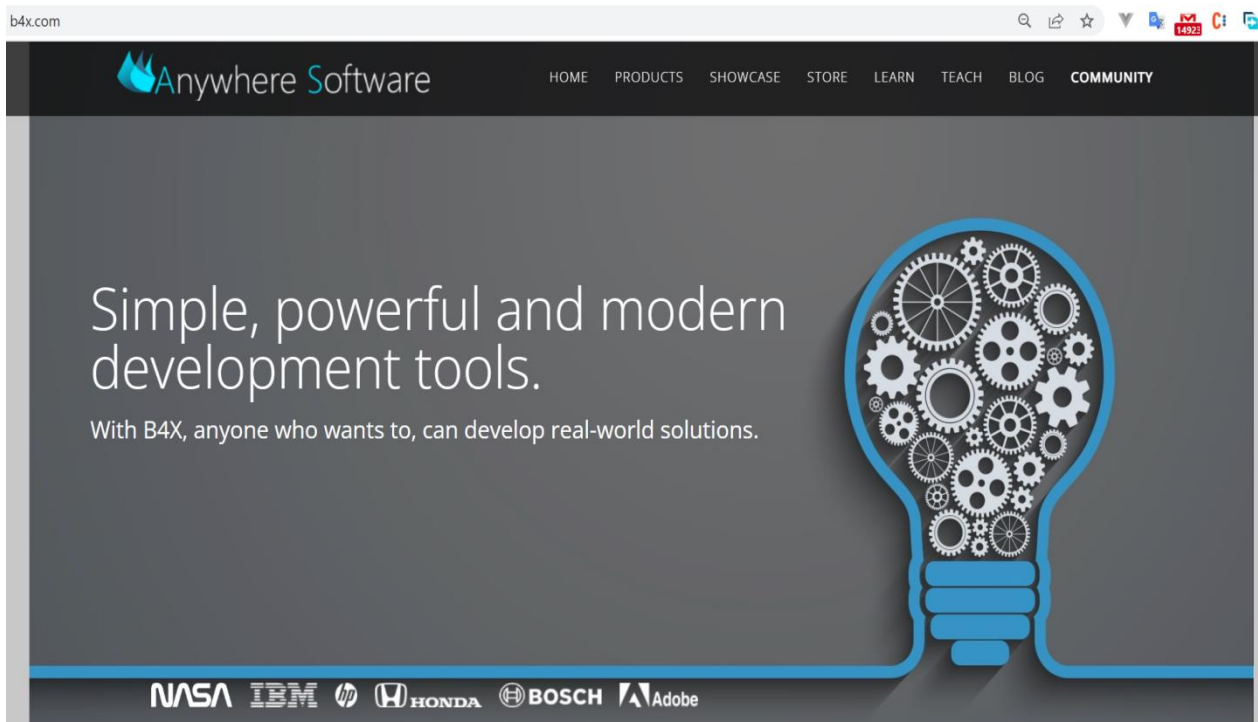 b4x.com
1492
Anywhere Software
HOME PRODUCTS SHOWCASE STORE LEARN TEACH BLOG COMMUNITY
Simple, powerful and modern
development tools.
With B4X, anyone who wants to, can develop real-world solutions.
NASA IBM hp HONDA BOSCH Adobe